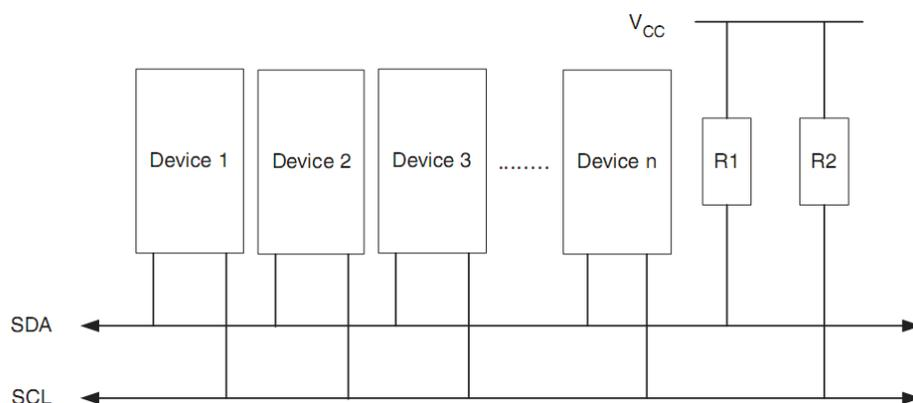 V_CC
Device 1 Device 2 Device 3 ........ Device n R1 R2
SDA
SCL